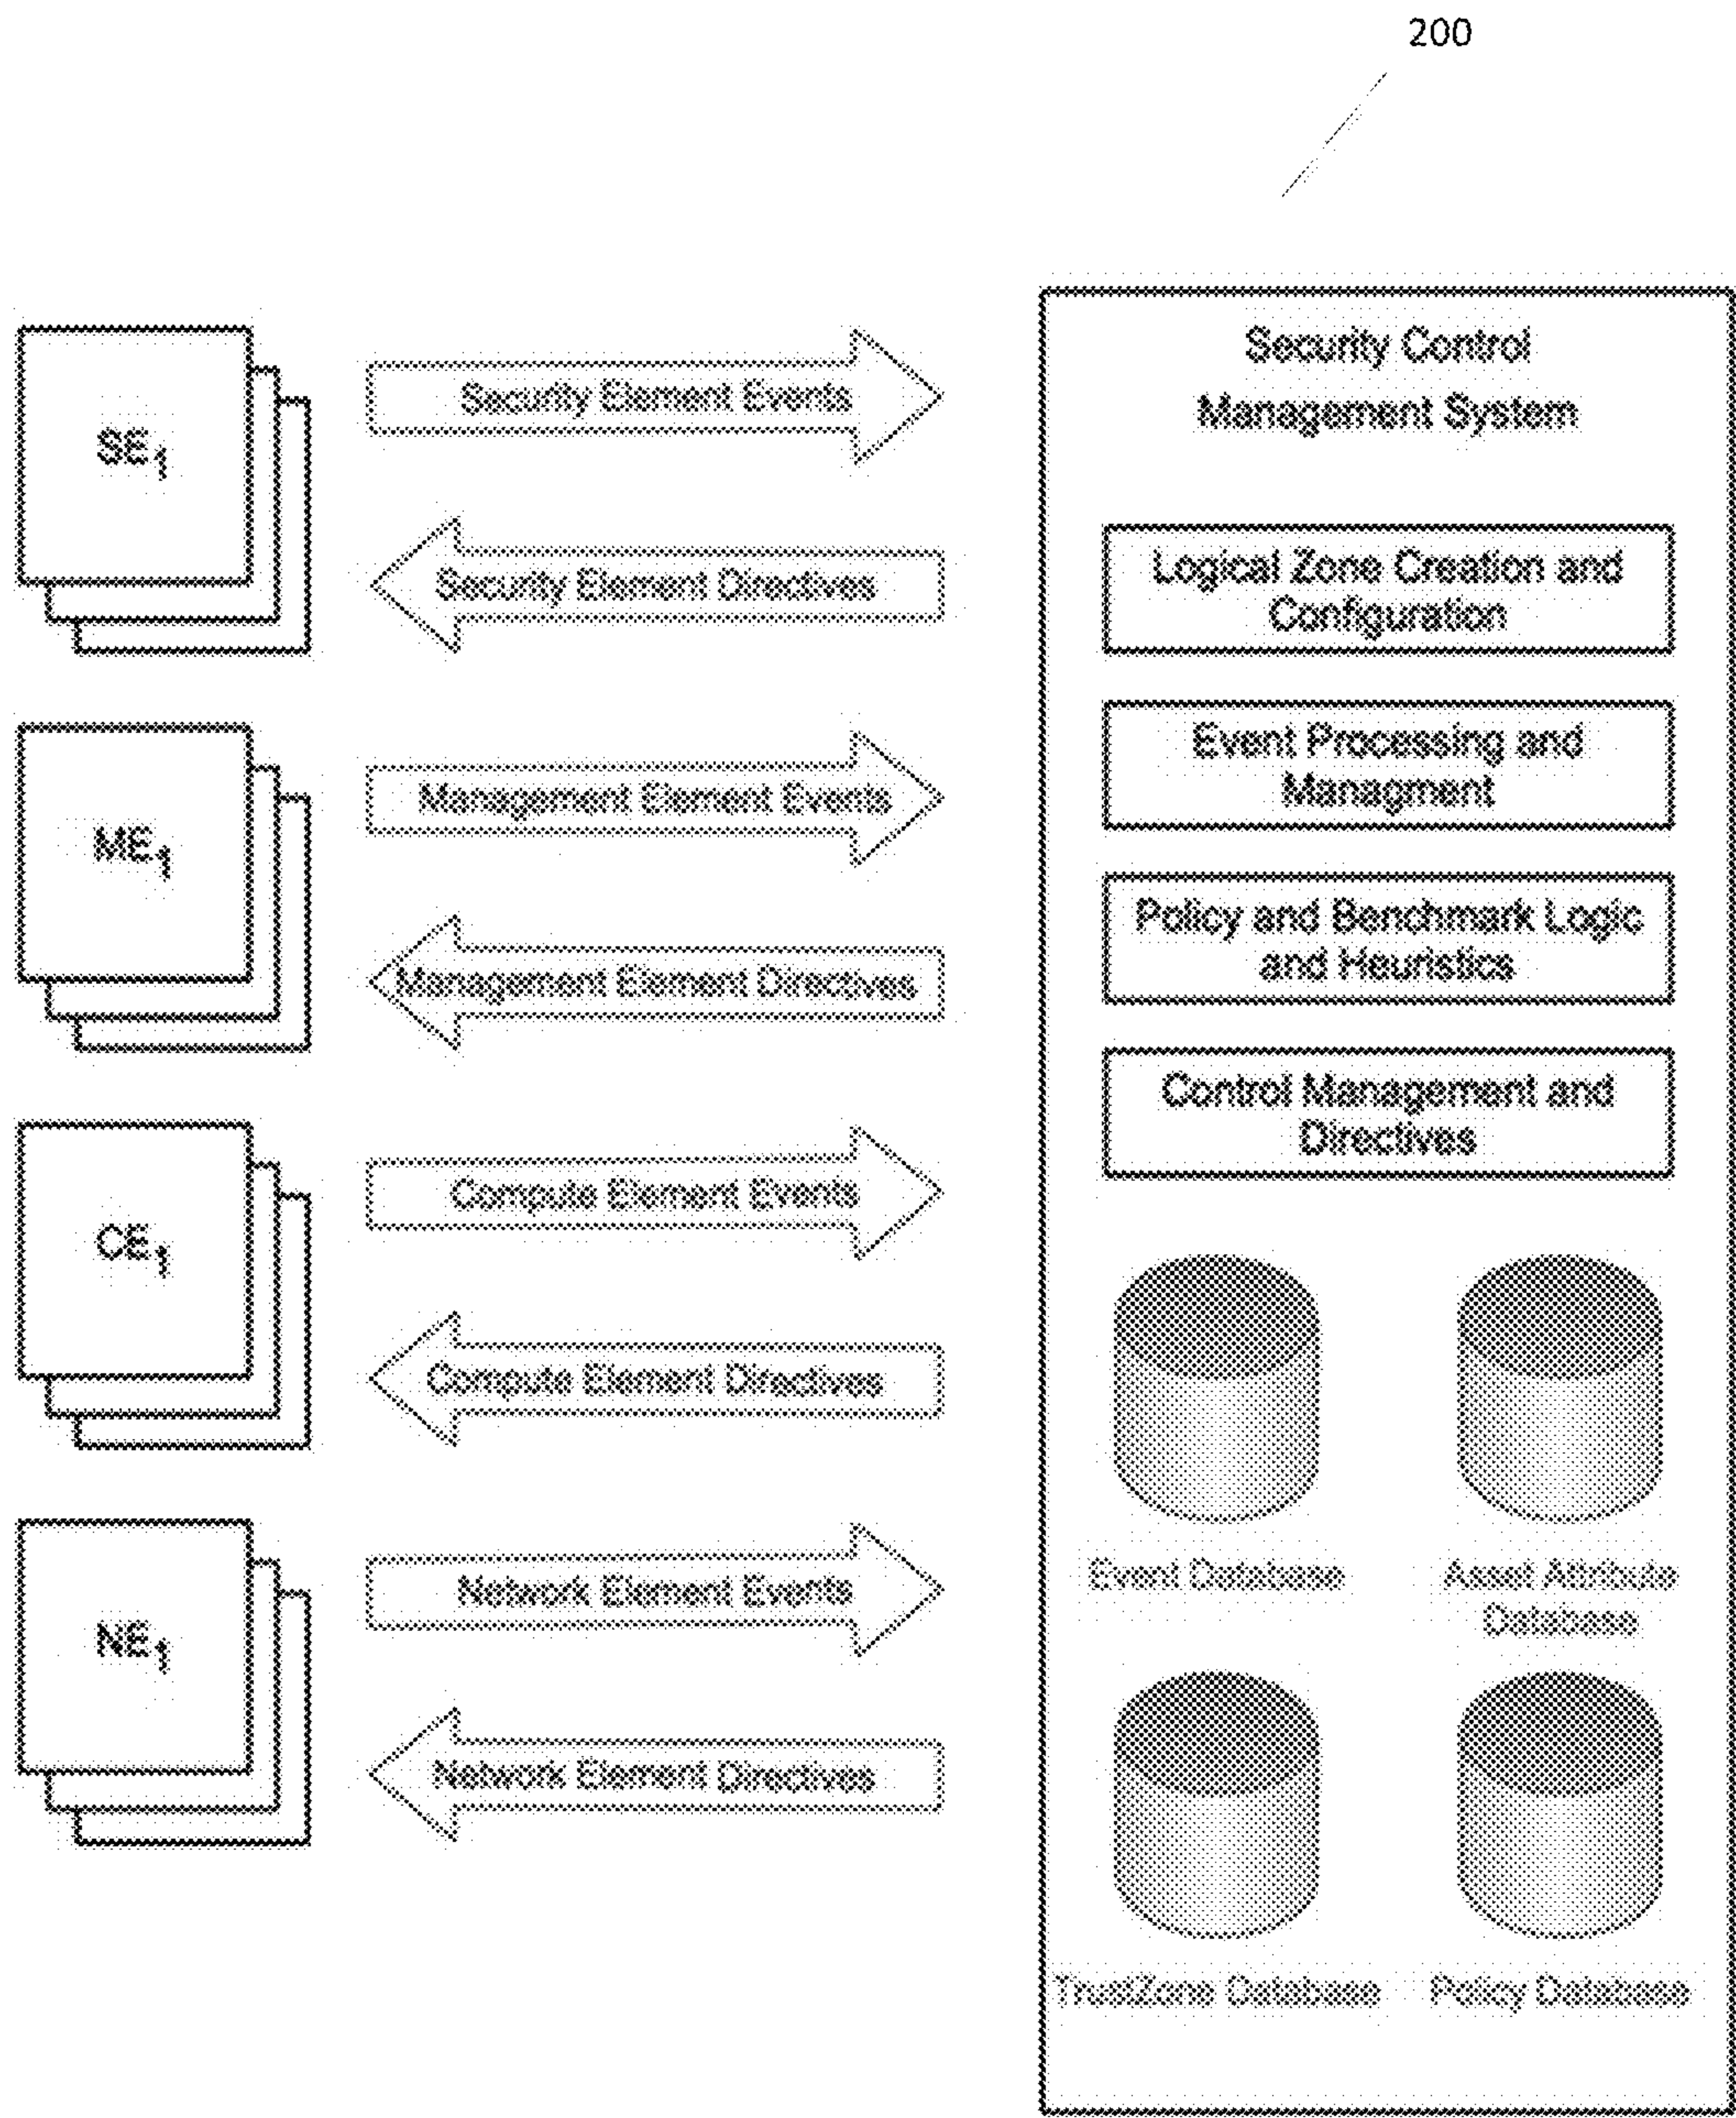 200
SE1
Security Element Events
Security Element Directives
ME1
Management Element Events
Management Element Directives
CE1
Compute Element Events
Compute Element Directives
NE1
Network Element Events
Network Element Directives
Security Control
Management System
Logical Zone Creation and
Configuration
Event Processing and
Managment
Policy and Benchmark Logic
and Heuristics
Control Management and
Directives
Event Database
Asset Attribute
Database
TrustZone Database
Policy Database